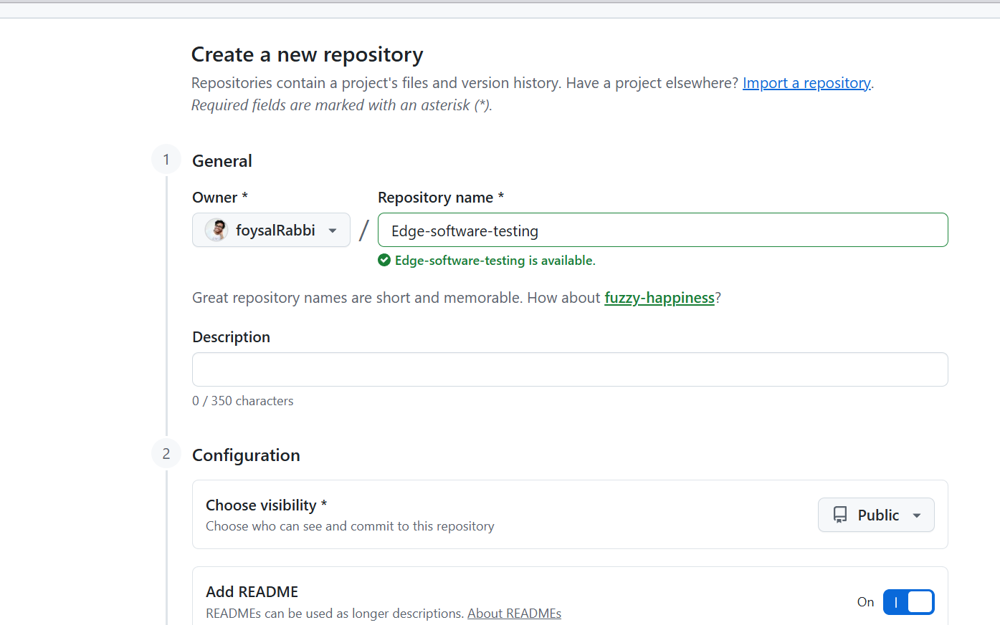 Create a new repository
Repositories contain a project's files and version history. Have a project elsewhere? Import a repository.
Required fields are marked with an asterisk (*).
1
General
Owner *
Repository name *
foysalRabbi
/
Edge-software-testing
Edge-software-testing is available.
Great repository names are short and memorable. How about fuzzy-happiness?
Description
0 / 350 characters
2
Configuration
Choose visibility *
Choose who can see and commit to this repository
Public
Add README
READMEs can be used as longer descriptions. About READMEs
On